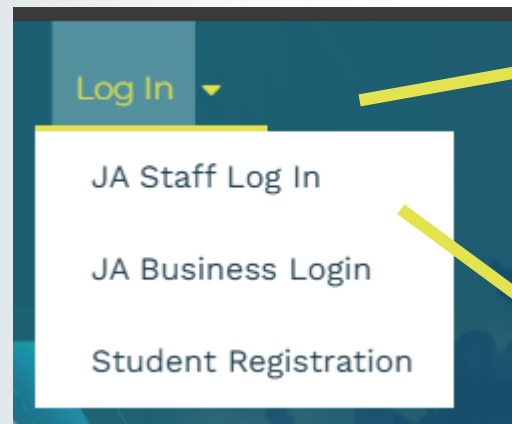 Log In
JA Staff Log In
JA Business Login
Student Registration